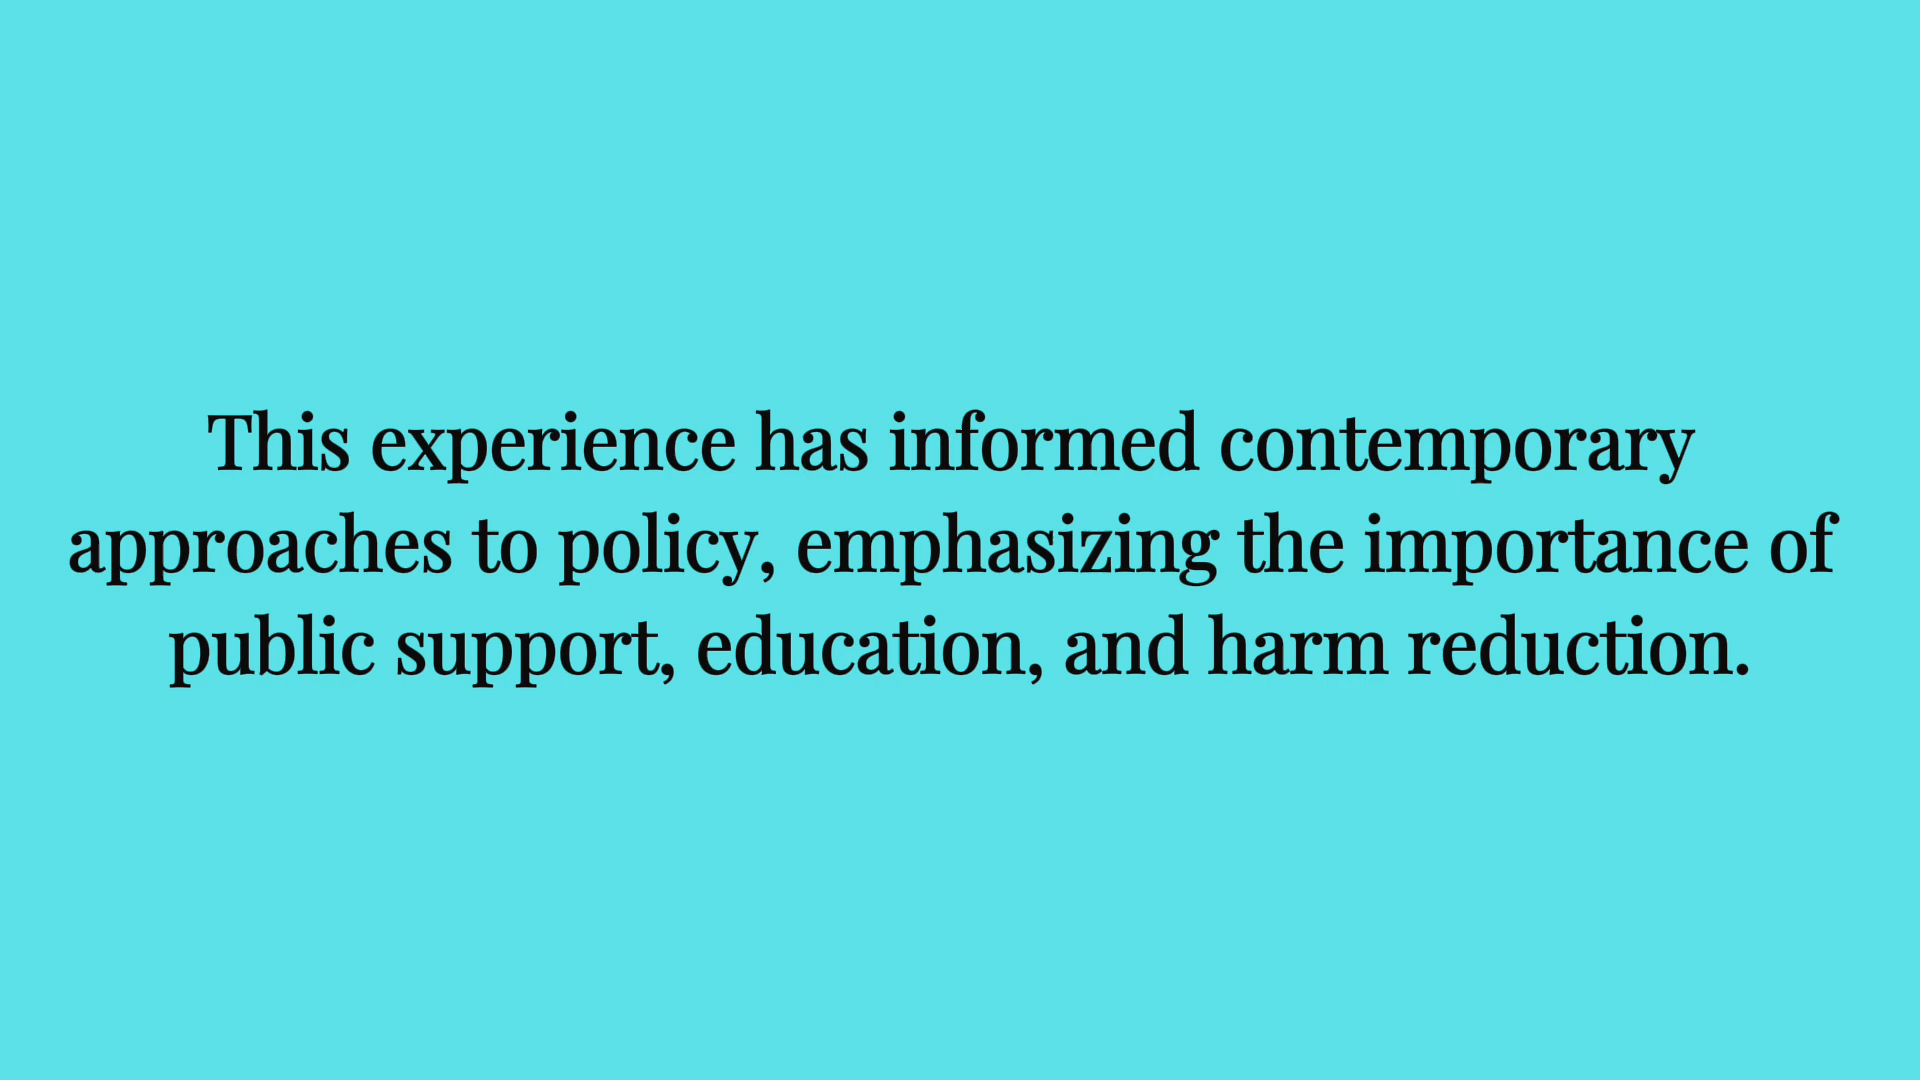 This experience has informed contemporary
approaches to policy, emphasizing the importance of
public support, education, and harm reduction.